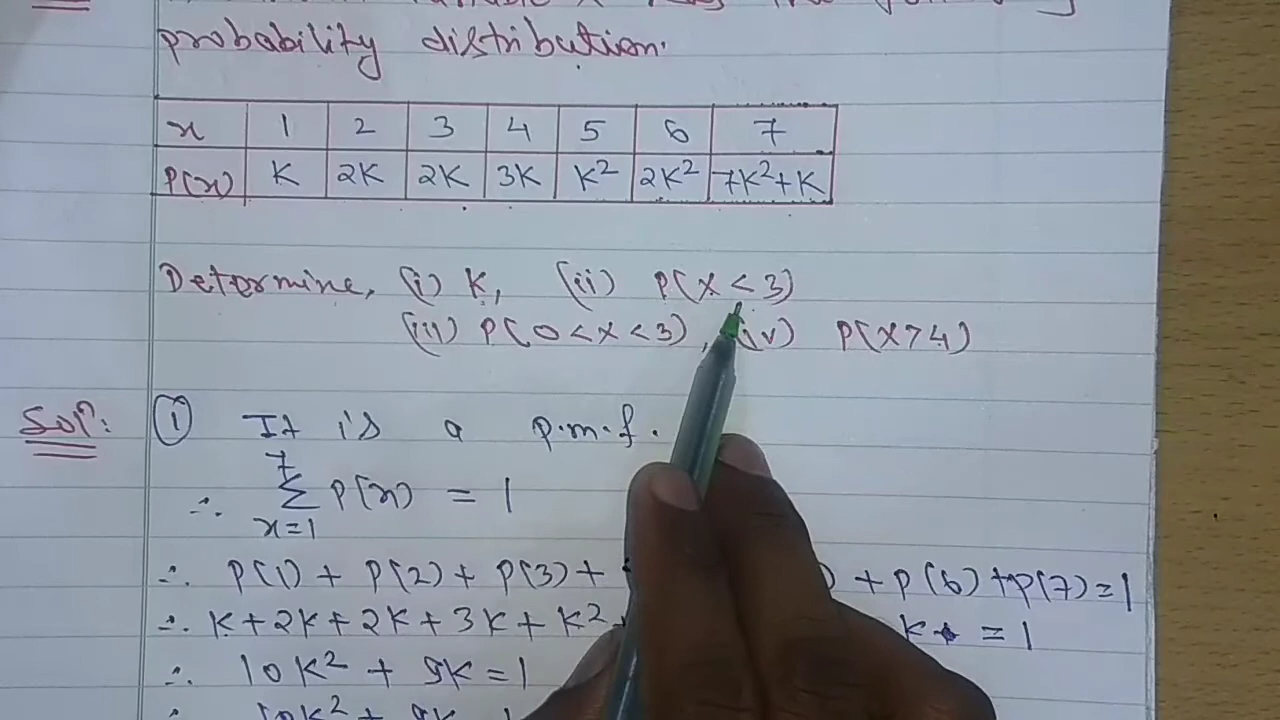 probability distribution.
x 1 2 3 4 5 6 7
P(x) K 2K 2K 3K K² 2K² 7K²+K
Determine, (i) K, (ii) P(X<3)
(iii) P(0<X<3), (iv) P(X>4)
Solⁿ: ① It is a p.m.f.
∴ 7 Σ x=1 P(x) = 1
∴ P(1) + P(2) + P(3) + + P(6) + P(7) = 1
∴ K + 2K + 2K + 3K + K² K = 1
∴ 10K² + 9K = 1